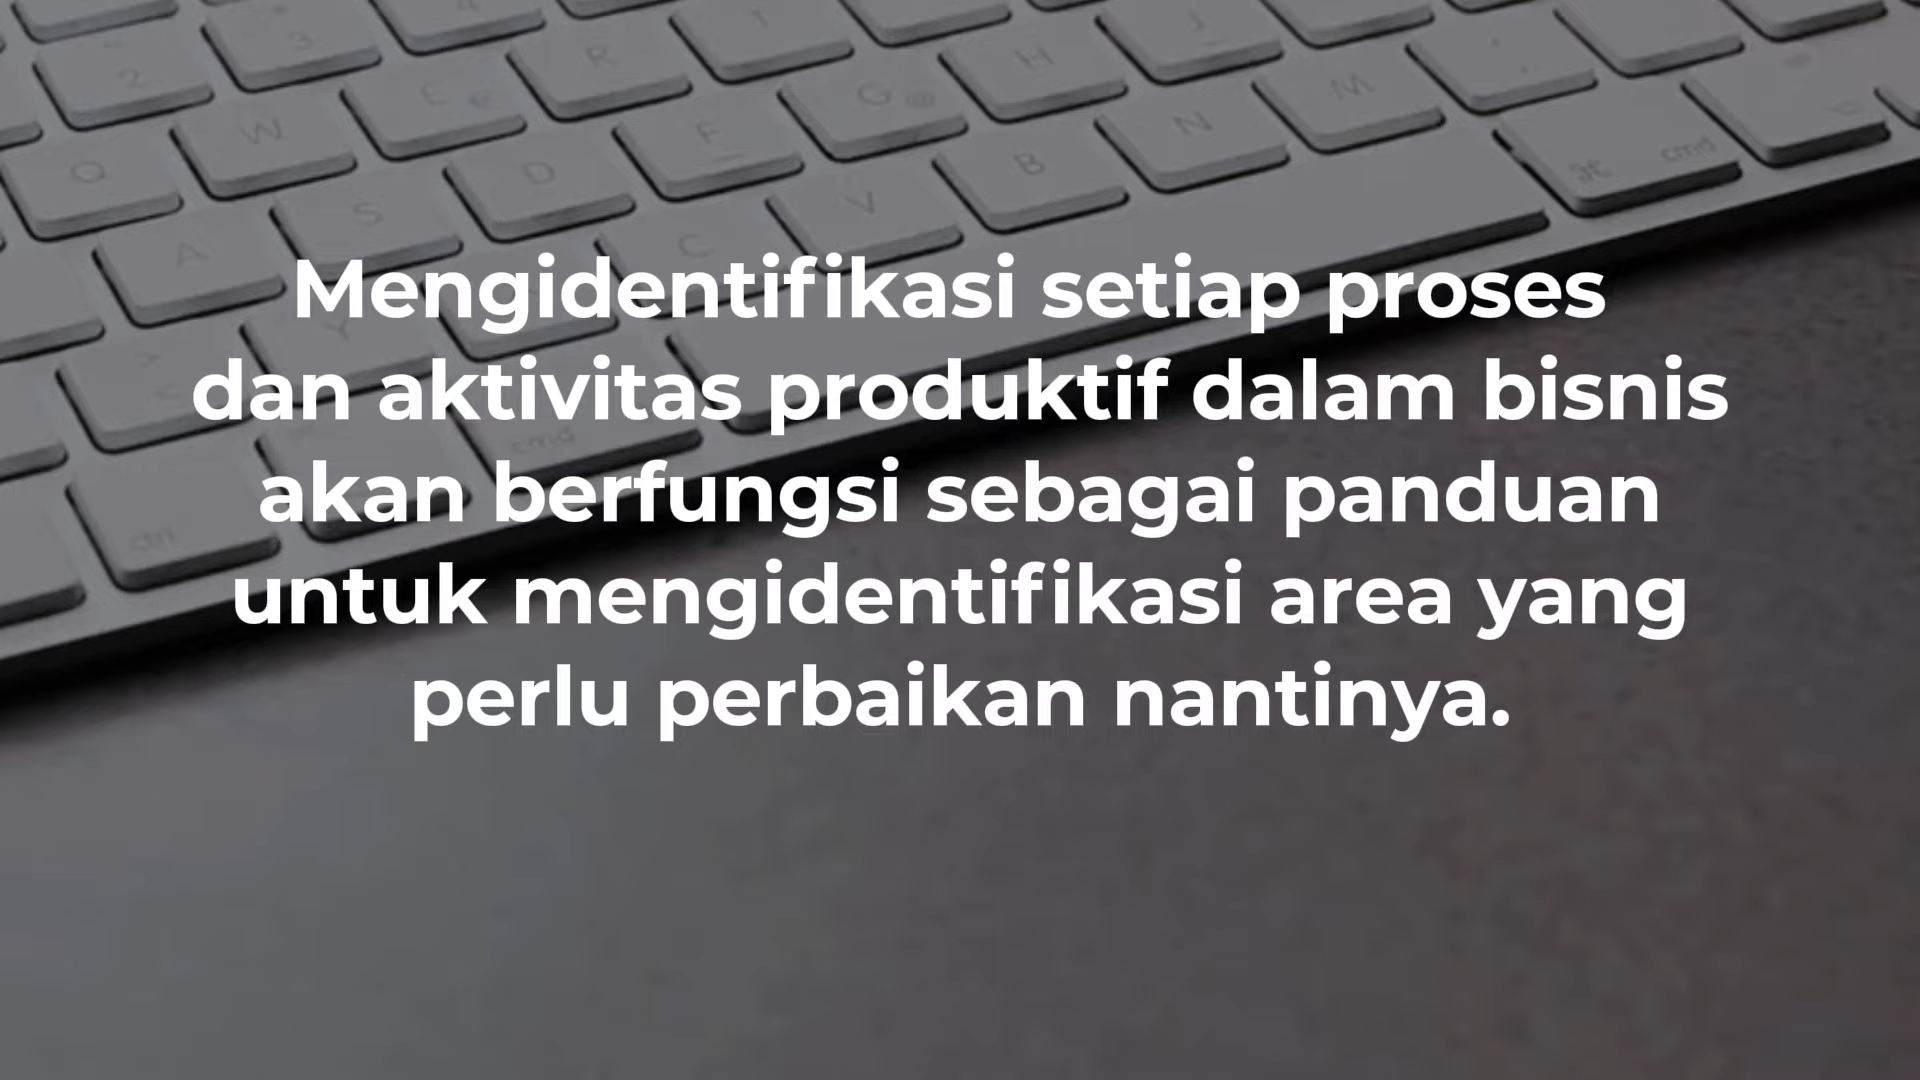 Mengidentifikasi setiap proses
dan aktivitas produktif dalam bisnis
akan berfungsi sebagai panduan
untuk mengidentifikasi area yang
perlu perbaikan nantinya.